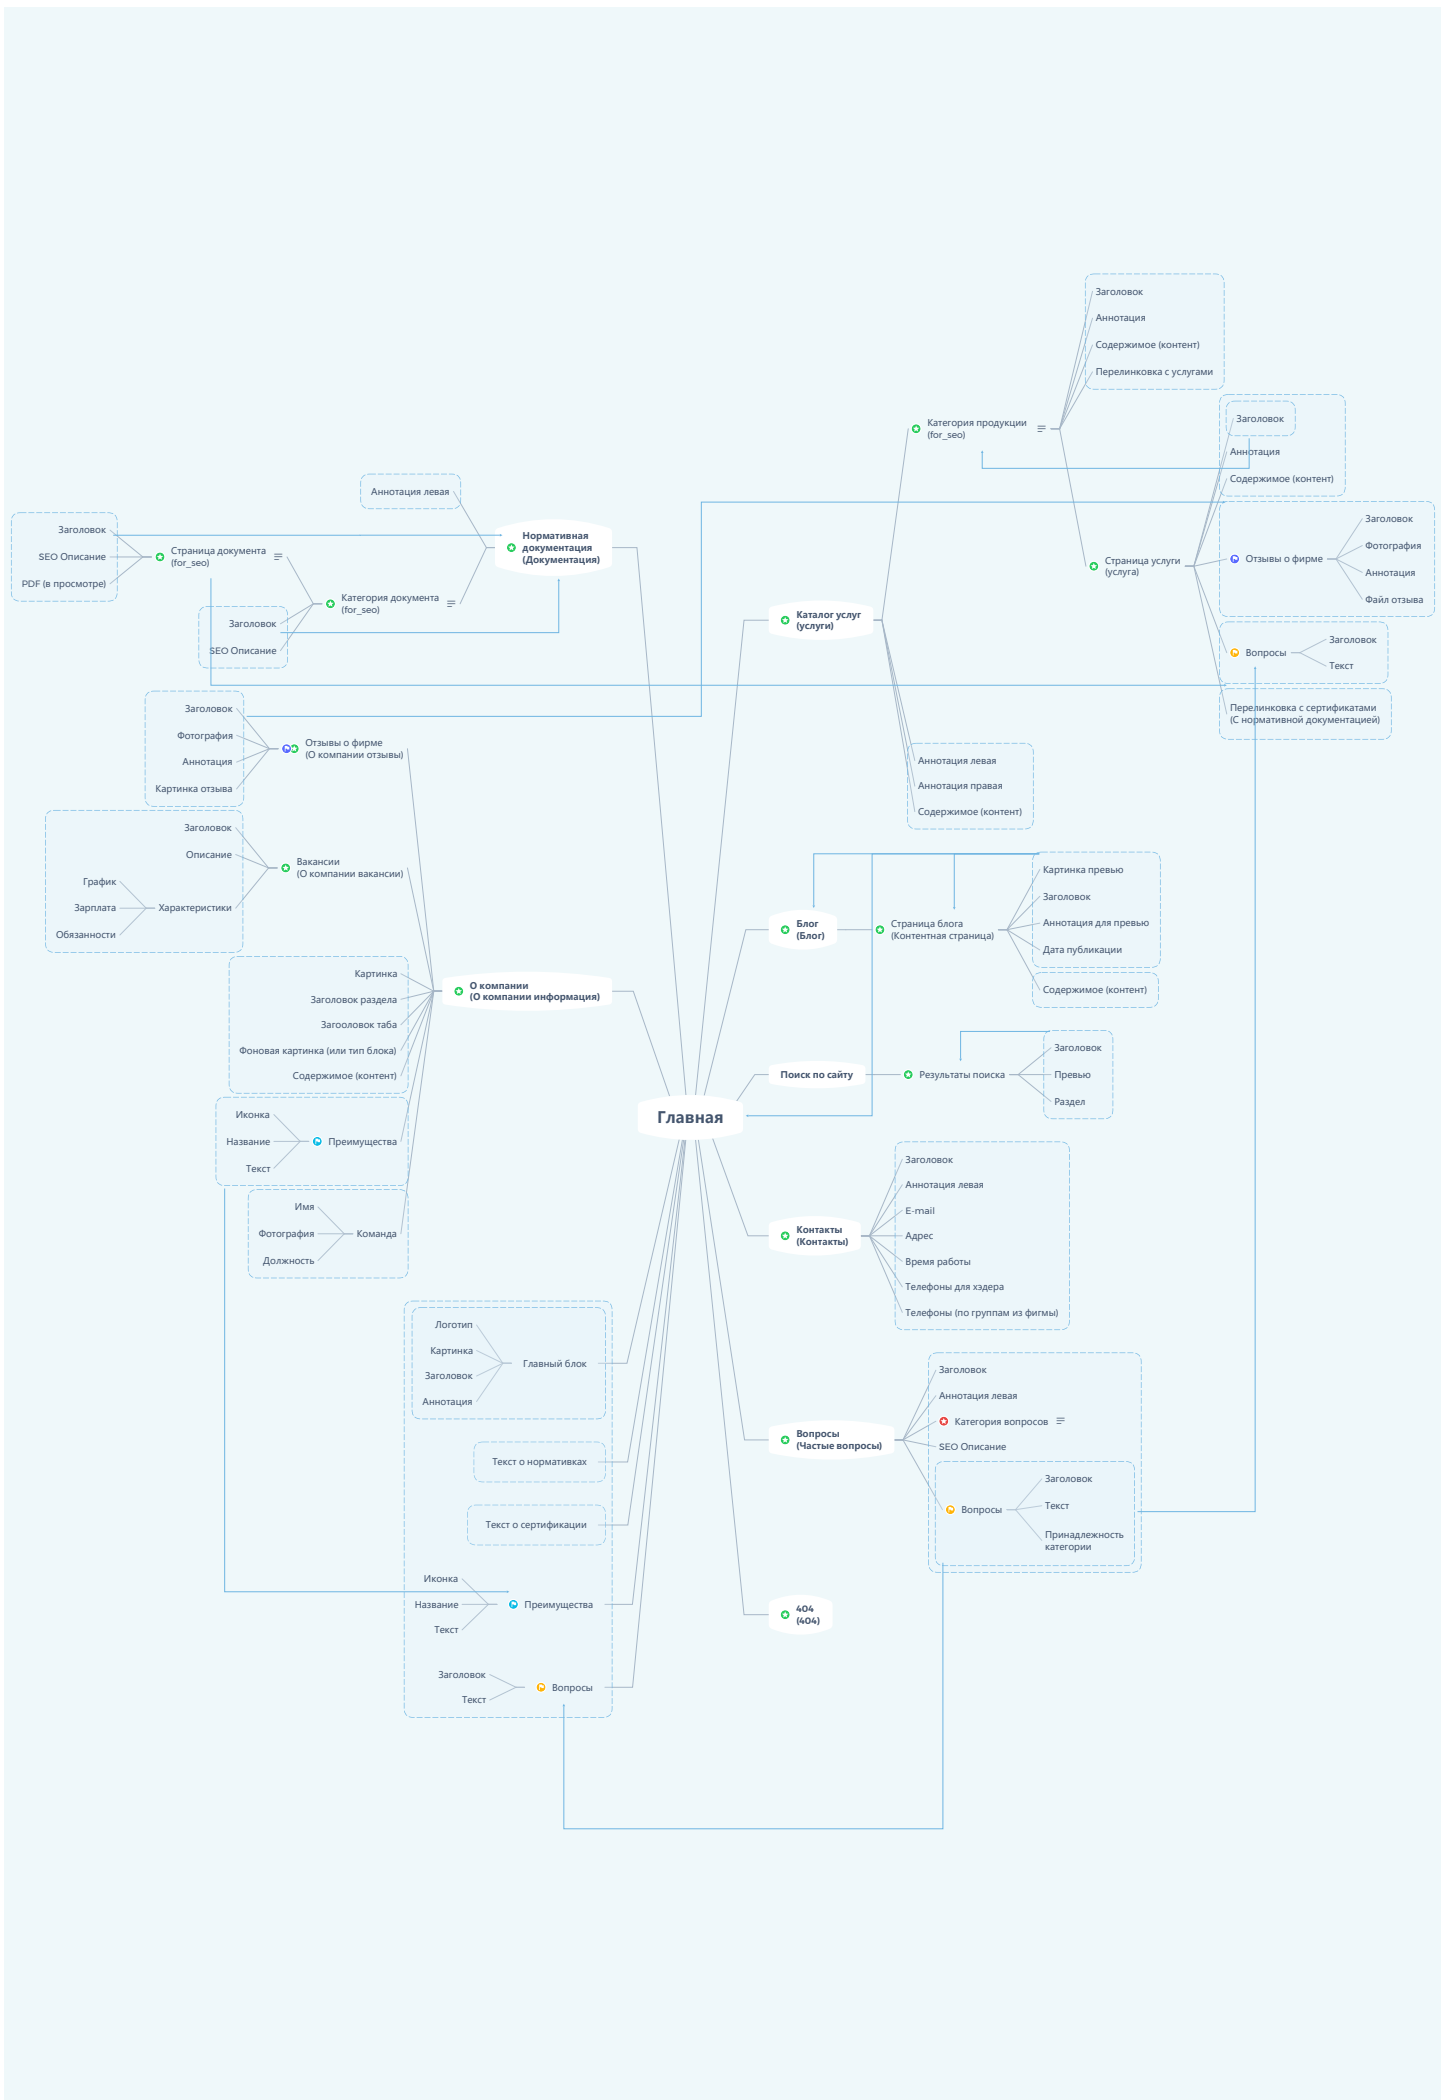 Главная
Нормативная
документация
(Документация)
Аннотация левая
Категория документа
(for_seo)
Заголовок
SEO Описание
Страница документа
(for_seo)
Заголовок
SEO Описание
PDF (в просмотре)
О компании
(О компании информация)
Отзывы о фирме
(О компании отзывы)
Заголовок
Фотография
Аннотация
Картинка отзыва
Вакансии
(О компании вакансии)
Заголовок
Описание
Характеристики
График
Зарплата
Обязанности
Картинка
Заголовок раздела
Загооловок таба
Фоновая картинка (или тип блока)
Содержимое (контент)
Преимущества
Иконка
Название
Текст
Команда
Имя
Фотография
Должность
Главный блок
Логотип
Картинка
Заголовок
Аннотация
Текст о нормативках
Текст о сертификации
Преимущества
Иконка
Название
Текст
Вопросы
Заголовок
Текст
Каталог услуг
(услуги)
Категория продукции
(for_seo)
Заголовок
Аннотация
Содержимое (контент)
Перелинковка с услугами
Страница услуги
(услуга)
Заголовок
Аннотация
Содержимое (контент)
Отзывы о фирме
Заголовок
Фотография
Аннотация
Файл отзыва
Вопросы
Заголовок
Текст
Перелинковка с сертификатами
(С нормативной документацией)
Аннотация левая
Аннотация правая
Содержимое (контент)
Блог
(Блог)
Страница блога
(Контентная страница)
Картинка превью
Заголовок
Аннотация для превью
Дата публикации
Содержимое (контент)
Поиск по сайту
Результаты поиска
Заголовок
Превью
Раздел
Контакты
(Контакты)
Заголовок
Аннотация левая
E-mail
Адрес
Время работы
Телефоны для хэдера
Телефоны (по группам из фигмы)
Вопросы
(Частые вопросы)
Заголовок
Аннотация левая
Категория вопросов
SEO Описание
Вопросы
Заголовок
Текст
Принадлежность
категории
404
(404)